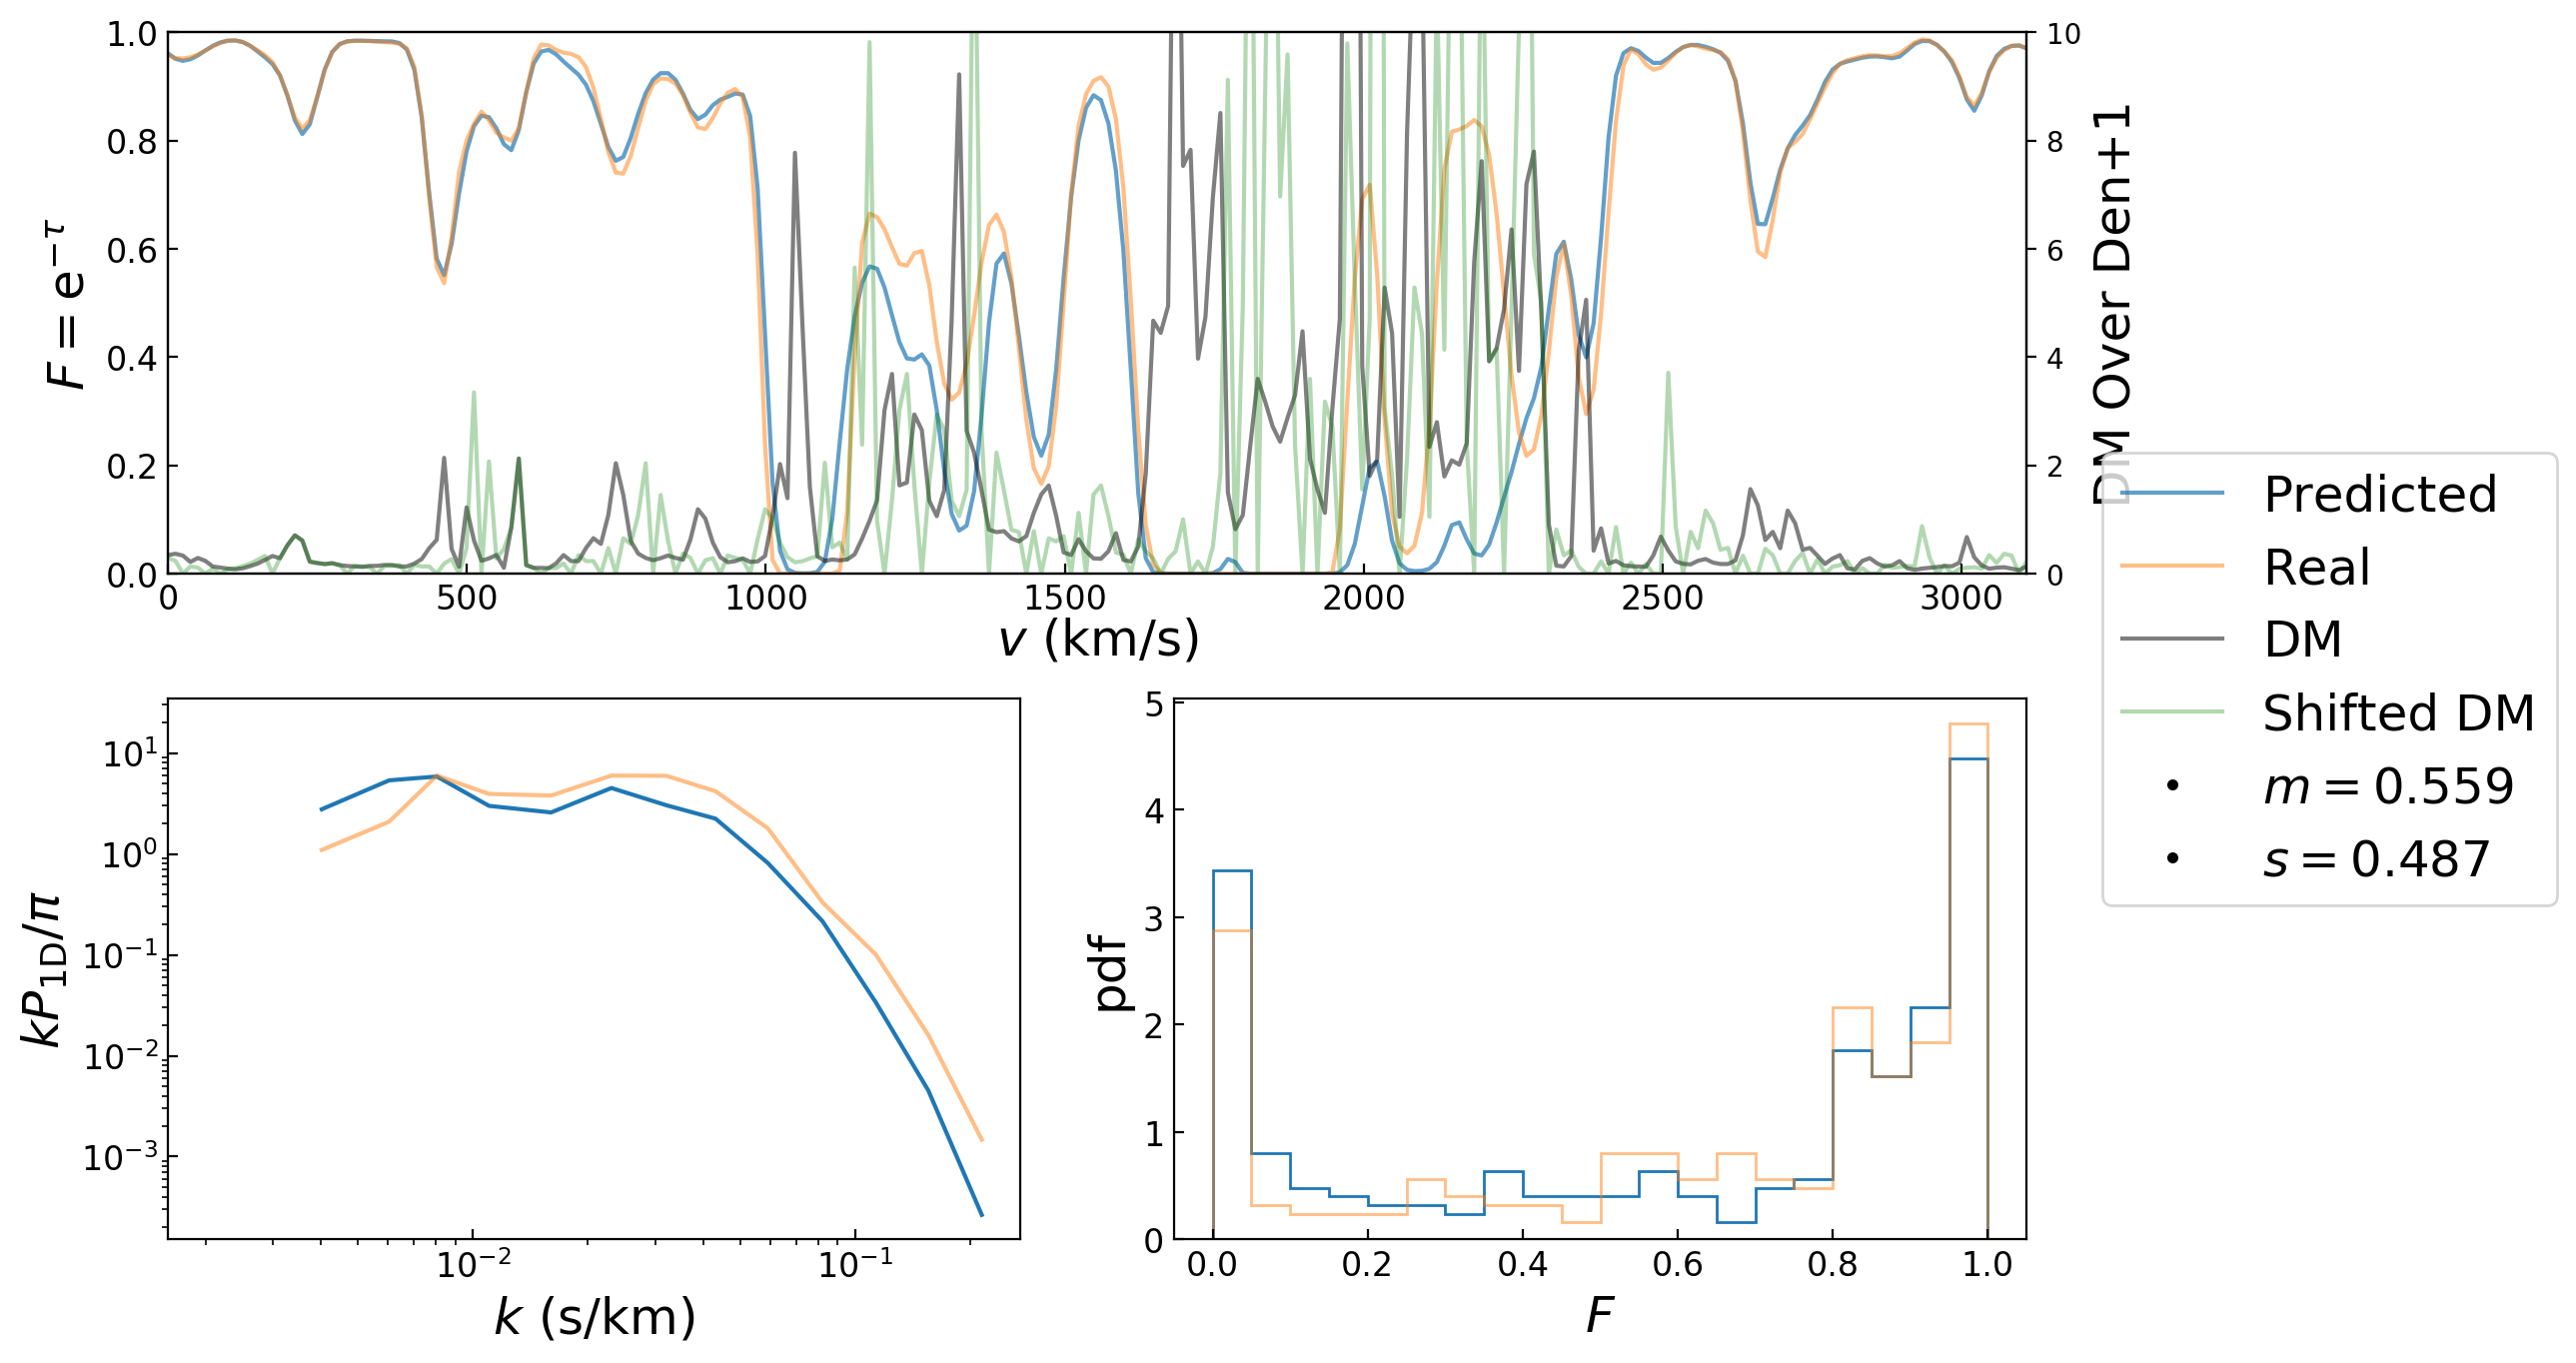 1.0
0.8
0.6
0.4
0.2
0.0
F = e^{−τ}
10
8
6
4
2
0
DM Over Den+1
0 500 1000 1500 2000 2500 3000
v (km/s)
Predicted
Real
DM
Shifted DM
m = 0.559
s = 0.487
10^1
10^0
10^{−1}
10^{−2}
10^{−3}
kP_{1D}/π
10^{−2} 10^{−1}
k (s/km)
5
4
3
2
1
0
pdf
0.0 0.2 0.4 0.6 0.8 1.0
F